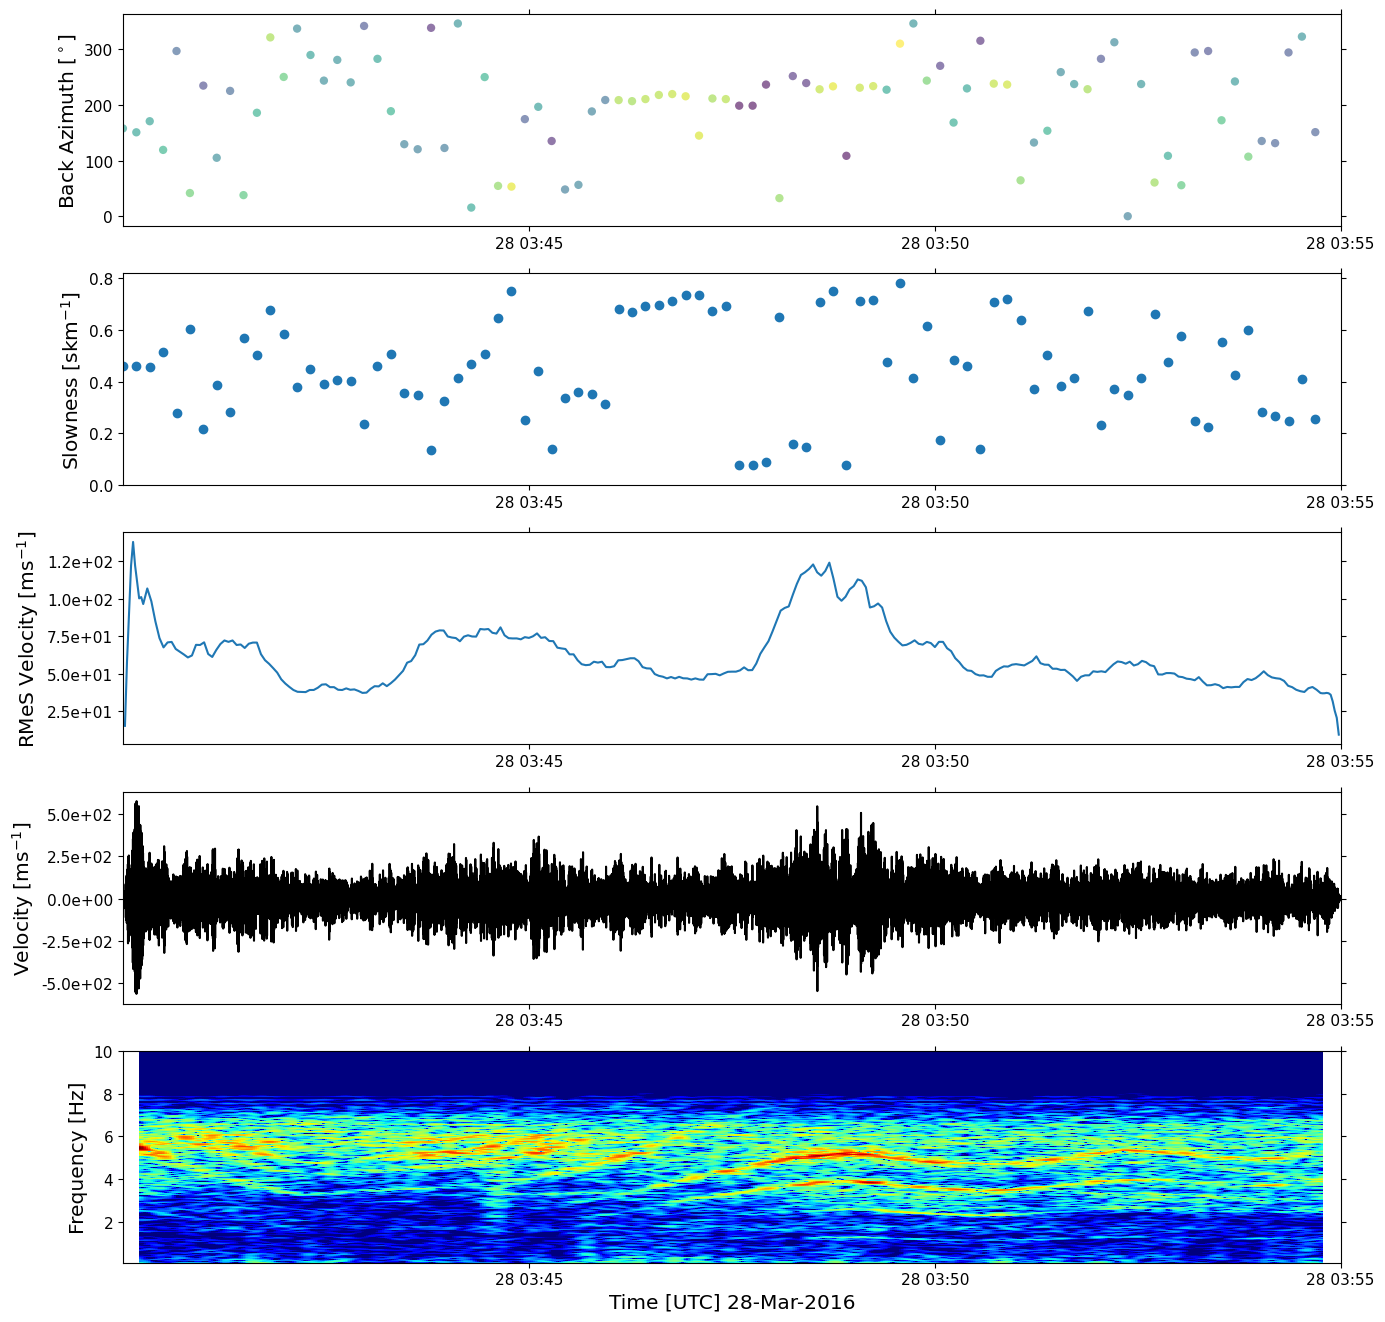 Back Azimuth [°]
300
200
100
0
28 03:45
28 03:50
28 03:55
Slowness [skm⁻¹]
0.8
0.6
0.4
0.2
0.0
28 03:45
28 03:50
28 03:55
RMeS Velocity [ms⁻¹]
1.2e+02
1.0e+02
7.5e+01
5.0e+01
2.5e+01
28 03:45
28 03:50
28 03:55
Velocity [ms⁻¹]
5.0e+02
2.5e+02
0.0e+00
-2.5e+02
-5.0e+02
28 03:45
28 03:50
28 03:55
Frequency [Hz]
10
8
6
4
2
28 03:45
28 03:50
28 03:55
Time [UTC] 28-Mar-2016